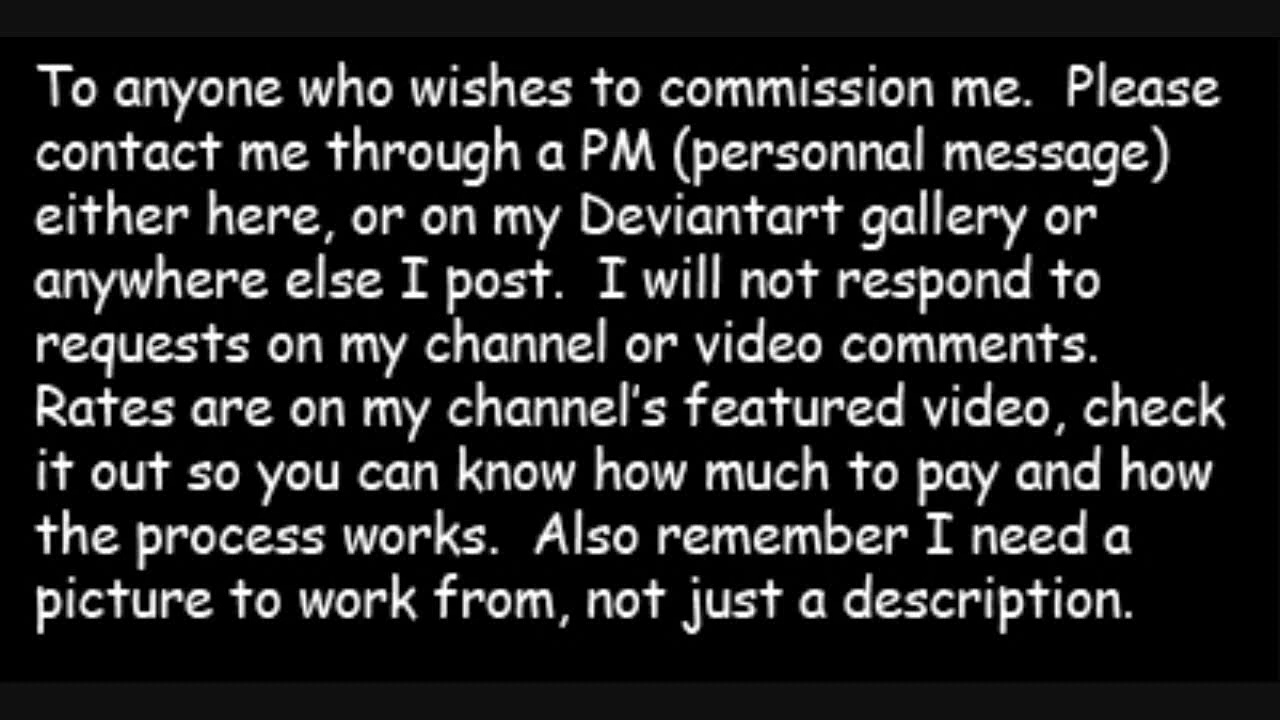 To anyone who wishes to commission me.  Please
contact me through a PM (personnal message)
either here, or on my Deviantart gallery or
anywhere else I post.  I will not respond to
requests on my channel or video comments.
Rates are on my channel's featured video, check
it out so you can know how much to pay and how
the process works.  Also remember I need a
picture to work from, not just a description.